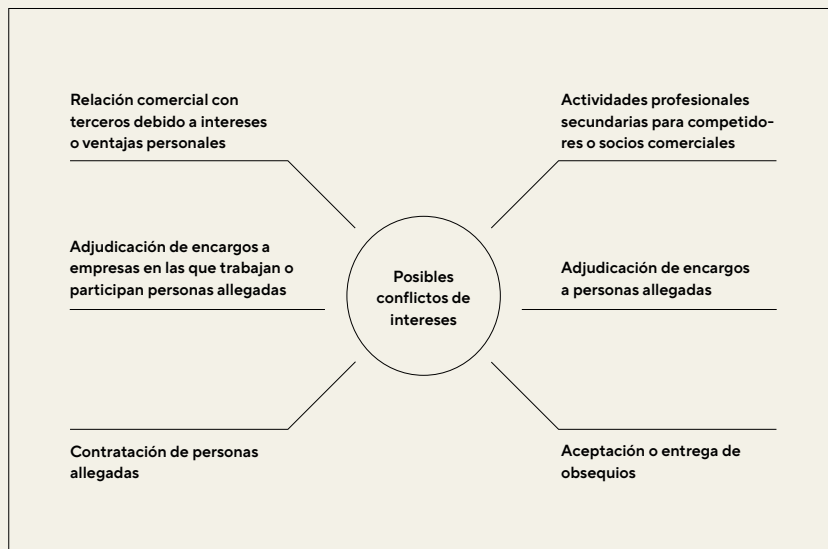 Relación comercial con
terceros debido a intereses
o ventajas personales
Actividades profesionales
secundarias para competido-
res o socios comerciales
Adjudicación de encargos a
empresas en las que trabajan o
participan personas allegadas
Posibles
conflictos de
intereses
Adjudicación de encargos
a personas allegadas
Contratación de personas
allegadas
Aceptación o entrega de
obsequios